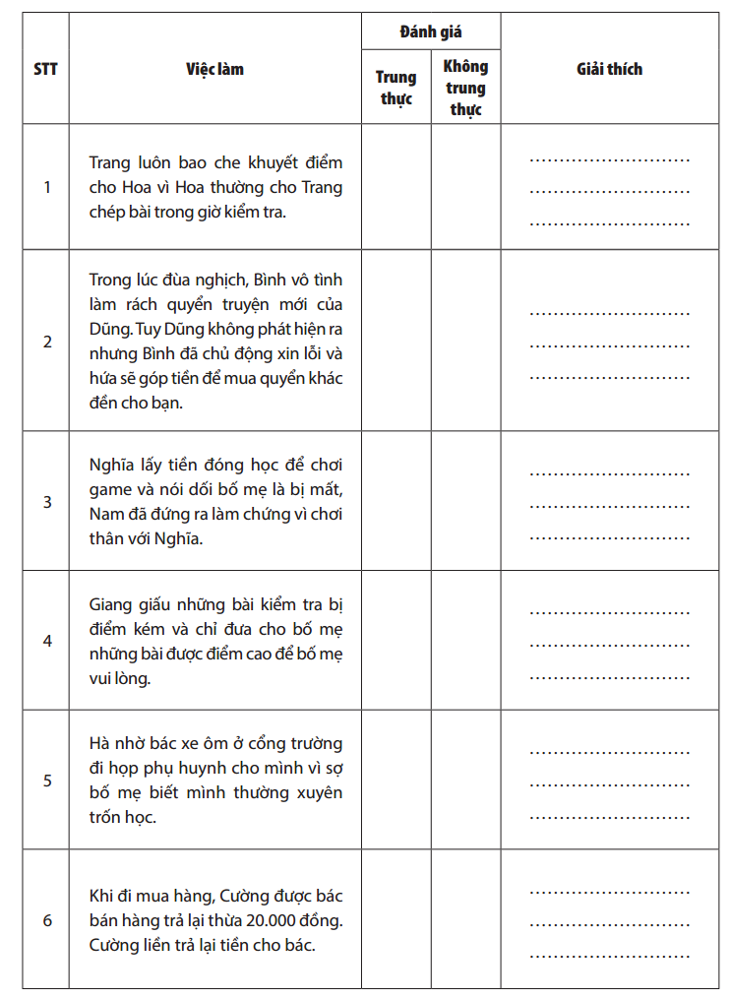 STT
Việc làm
Đánh giá
Trung
thực
Không
trung
thực
Giải thích
1
Trang luôn bao che khuyết điểm
cho Hoa vì Hoa thường cho Trang
chép bài trong giờ kiểm tra.
...........................
...........................
...........................
2
Trong lúc đùa nghịch, Bình vô tình
làm rách quyển truyện mới của
Dũng. Tuy Dũng không phát hiện ra
nhưng Bình đã chủ động xin lỗi và
hứa sẽ góp tiền để mua quyển khác
đền cho bạn.
...........................
...........................
...........................
3
Nghĩa lấy tiền đóng học để chơi
game và nói dối bố mẹ là bị mất,
Nam đã đứng ra làm chứng vì chơi
thân với Nghĩa.
...........................
...........................
...........................
4
Giang giấu những bài kiểm tra bị
điểm kém và chỉ đưa cho bố mẹ
những bài được điểm cao để bố mẹ
vui lòng.
...........................
...........................
...........................
5
Hà nhờ bác xe ôm ở cổng trường
đi họp phụ huynh cho mình vì sợ
bố mẹ biết mình thường xuyên
trốn học.
...........................
...........................
...........................
6
Khi đi mua hàng, Cường được bác
bán hàng trả lại thừa 20.000 đồng.
Cường liền trả lại tiền cho bác.
...........................
...........................
...........................